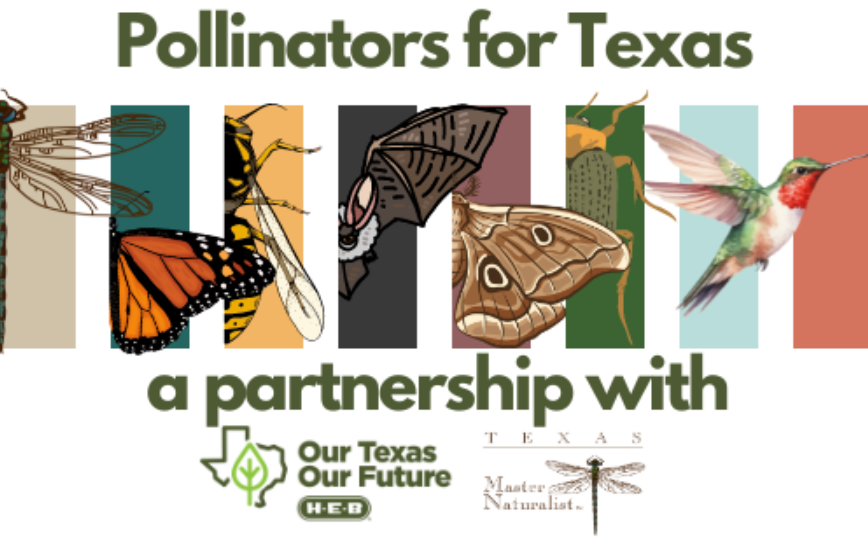 Pollinators for Texas
a partnership with
Our Texas
Our Future
H-E-B
TEXAS
Master
Naturalist